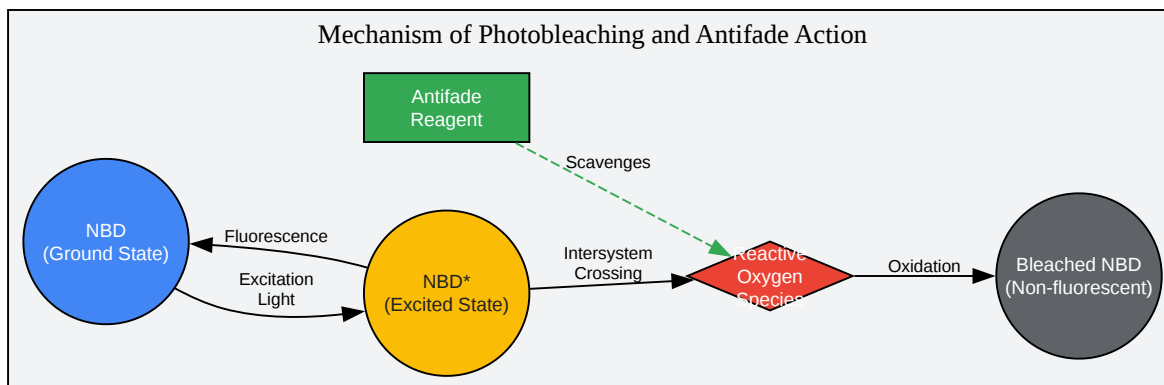 Mechanism of Photobleaching and Antifade Action
Antifade
Reagent
Scavenges
NBD
(Ground State)
Fluorescence
Excitation
Light
NBD*
(Excited State)
Intersystem
Crossing
Reactive
Oxygen
Species
Oxidation
Bleached NBD
(Non-fluorescent)